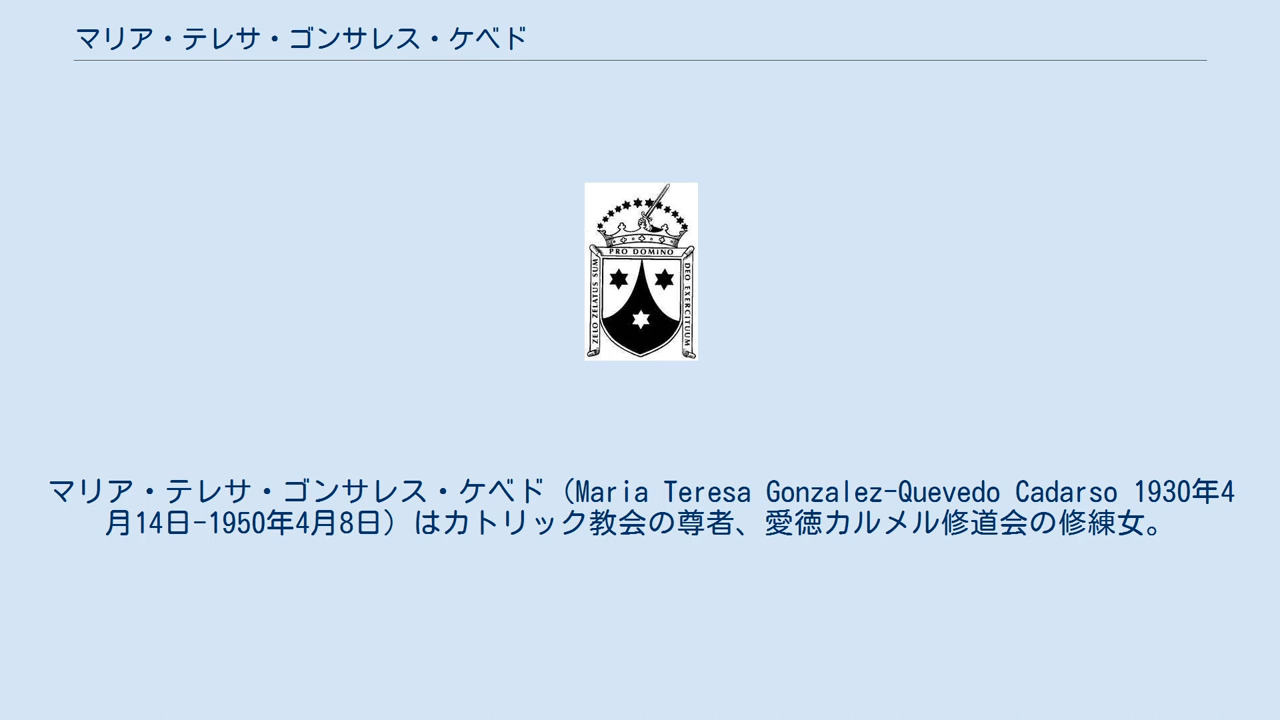 マリア・テレサ・ゴンサレス・ケベド
PRO DOMINO
ZELO ZELATUS SUM
DEO EXERCITUUM
マリア・テレサ・ゴンサレス・ケベド（Maria Teresa Gonzalez-Quevedo Cadarso 1930年4
月14日-1950年4月8日）はカトリック教会の尊者、愛徳カルメル修道会の修練女。